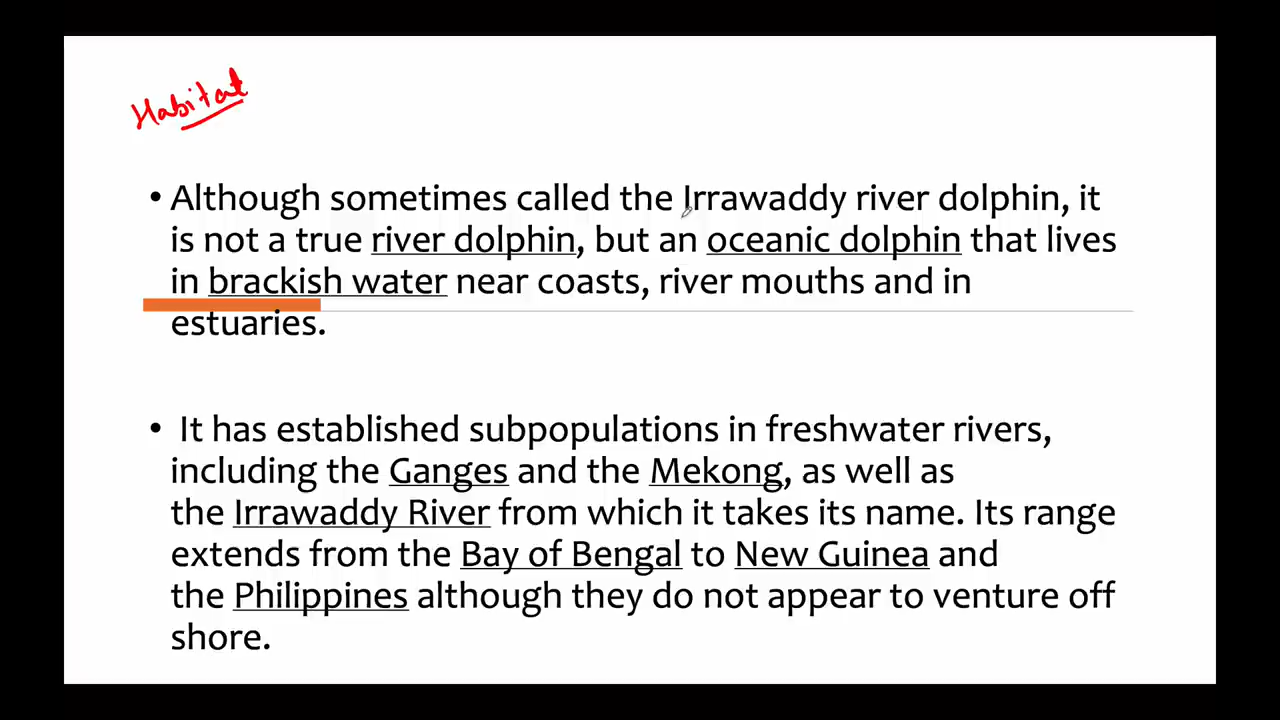 Habitat
• Although sometimes called the Irrawaddy river dolphin, it
is not a true river dolphin, but an oceanic dolphin that lives
in brackish water near coasts, river mouths and in
estuaries.
• It has established subpopulations in freshwater rivers,
including the Ganges and the Mekong, as well as
the Irrawaddy River from which it takes its name. Its range
extends from the Bay of Bengal to New Guinea and
the Philippines although they do not appear to venture off
shore.